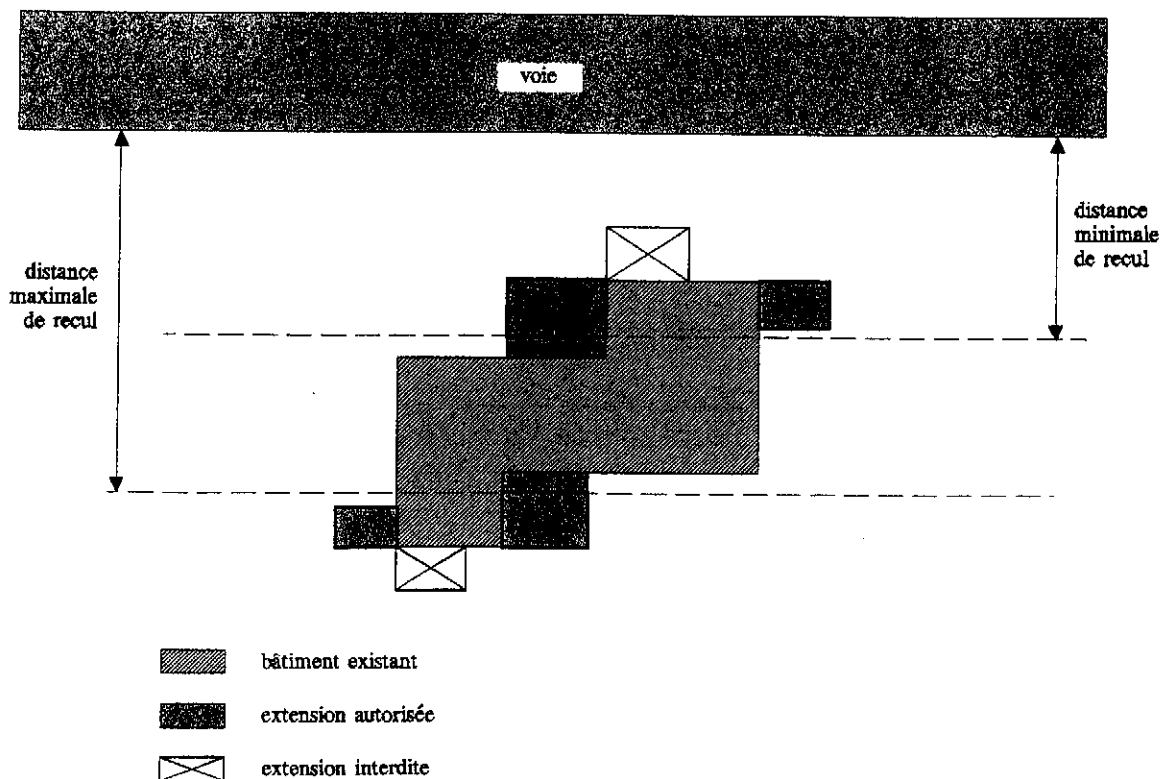 voie
distance
minimale
de recul
distance
maximale
de recul
bâtiment existant
extension autorisée
extension interdite